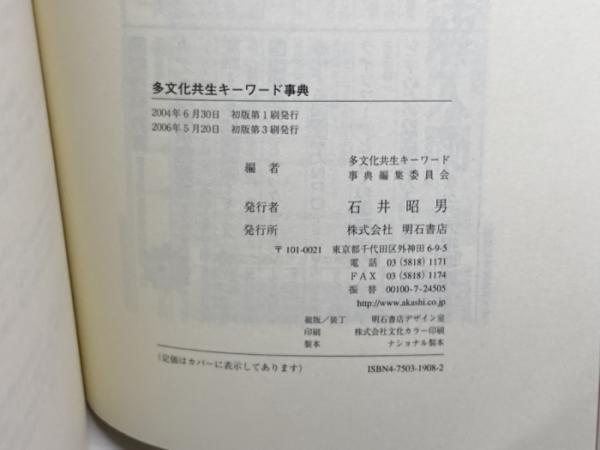 多文化共生キーワード事典
2004年6月30日 初版第1刷発行
2006年5月20日 初版第3刷発行
編者 多文化共生キーワード
事典編集委員会
発行者 石井昭男
発行所 株式会社 明石書店
〒101-0021 東京都千代田区外神田6-9-5
電話 03 (5818) 1171
FAX 03 (5818) 1174
振替 00100-7-24505
http://www.akashi.co.jp
組版/装丁 明石書店デザイン室
印刷 株式会社文化カラー印刷
製本 ナショナル製本
(定価はカバーに表示してあります) ISBN4-7503-1908-2